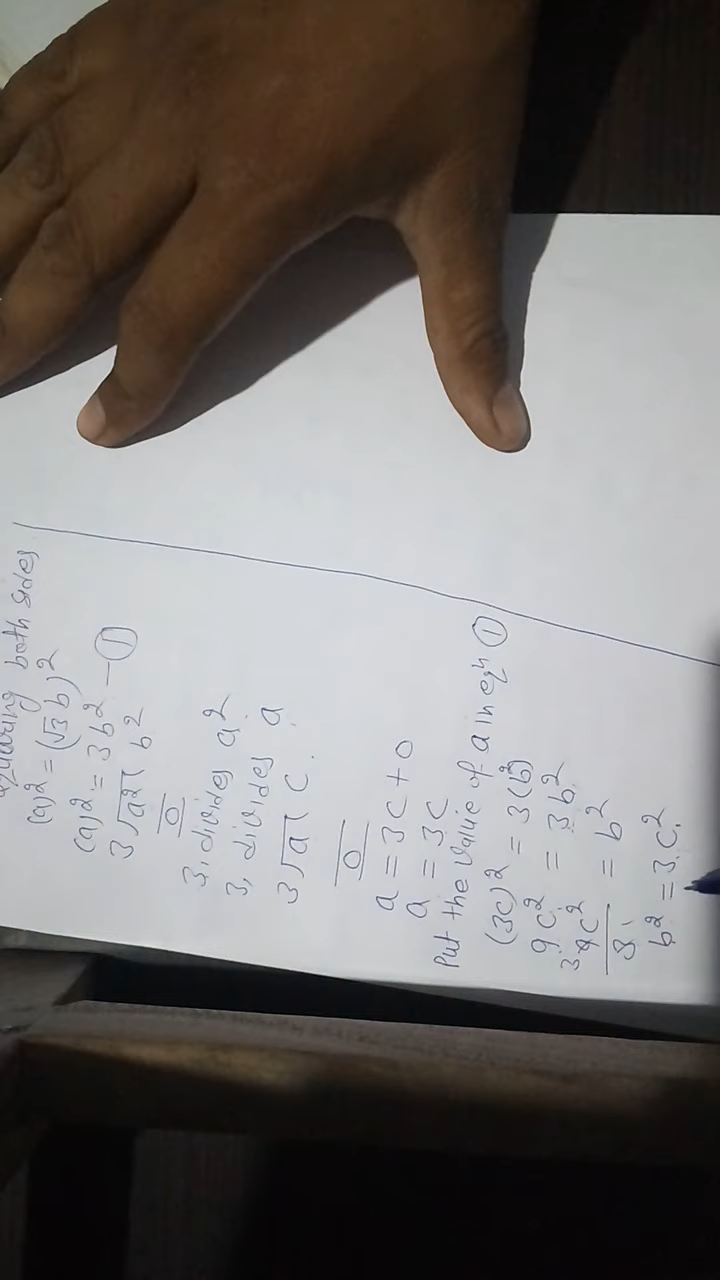 squaring both sides
(a)² = (√3 b)²
(a)² = 3b² — ①
3 √a² ( b²
0
3, divides a²
3, divides a
3 √a ( c
0
a = 3c + 0
a = 3c
Put the value of a in eqⁿ ①
(3c)² = 3(b²)
9c² = 3b²
3 9c² / 3 = b²
b² = 3c²